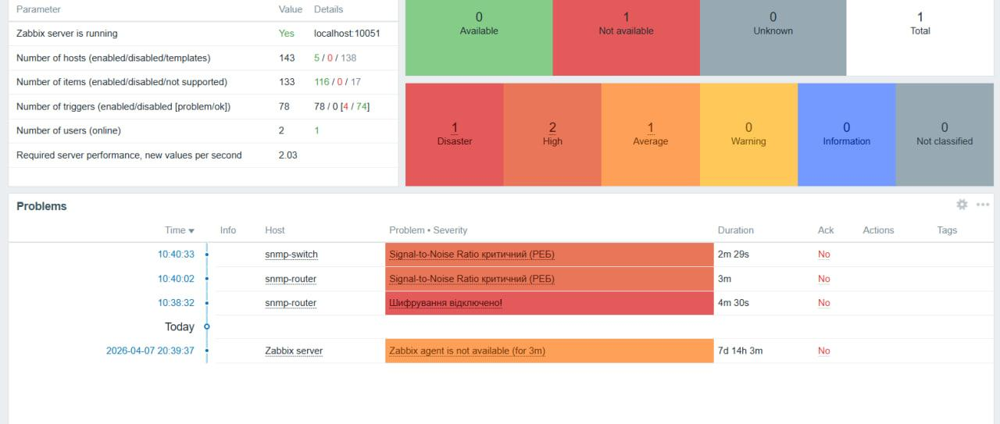 Parameter Value Details
Zabbix server is running Yes localhost:10051
Number of hosts (enabled/disabled/templates) 143 5 / 0 / 138
Number of items (enabled/disabled/not supported) 133 116 / 0 / 17
Number of triggers (enabled/disabled [problem/ok]) 78 78 / 0 [4 / 74]
Number of users (online) 2 1
Required server performance, new values per second 2.03
0 1 0 1
Available Not available Unknown Total
1 2 1 0 0 0
Disaster High Average Warning Information Not classified
Problems
Time Info Host Problem • Severity Duration Ack Actions Tags
10:40:33 snmp-switch Signal-to-Noise Ratio критичний (РЕБ) 2m 29s No
10:40:02 snmp-router Signal-to-Noise Ratio критичний (РЕБ) 3m No
10:38:32 snmp-router Шифрування відключено! 4m 30s No
Today
2026-04-07 20:39:37 Zabbix server Zabbix agent is not available (for 3m) 7d 14h 3m No